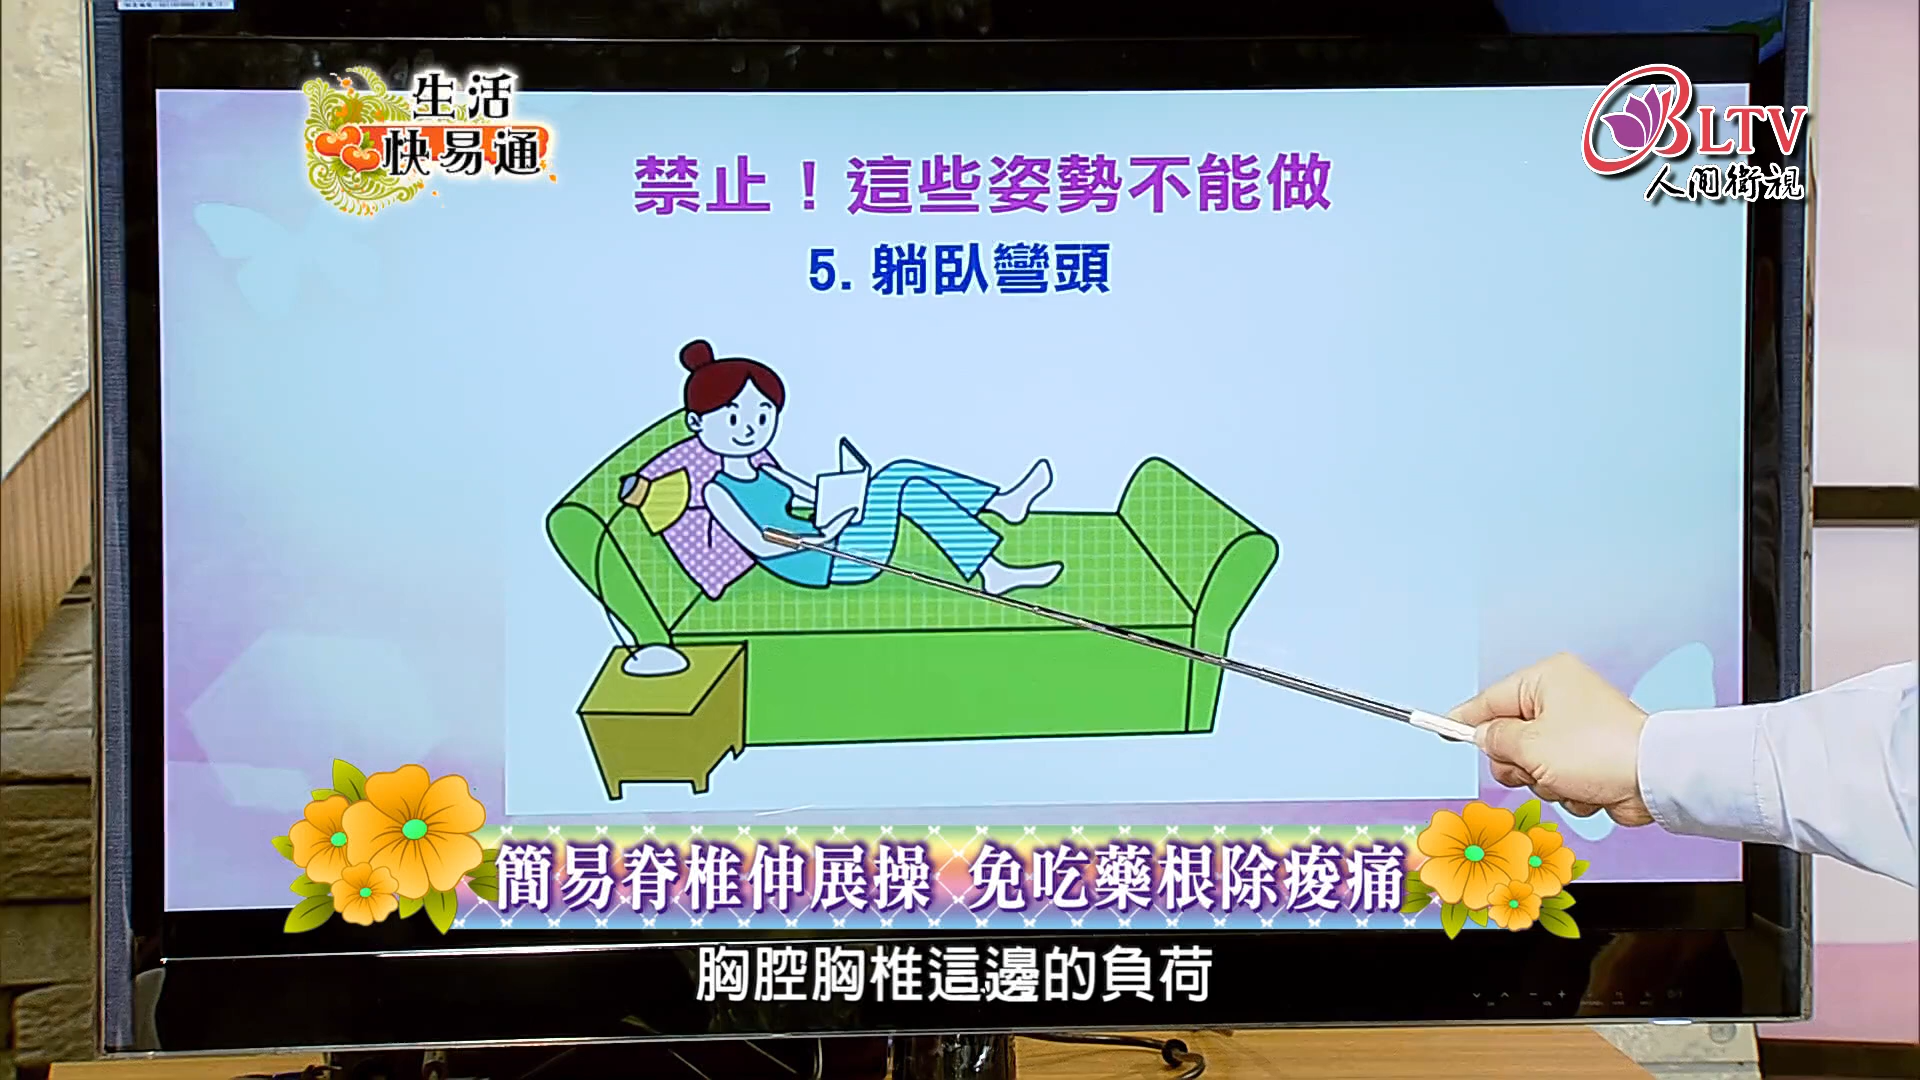 生活
快易通
BLTV
人間衛視
禁止！這些姿勢不能做
5. 躺臥彎頭
簡易脊椎伸展操 免吃藥根除痠痛
胸腔胸椎這邊的負荷